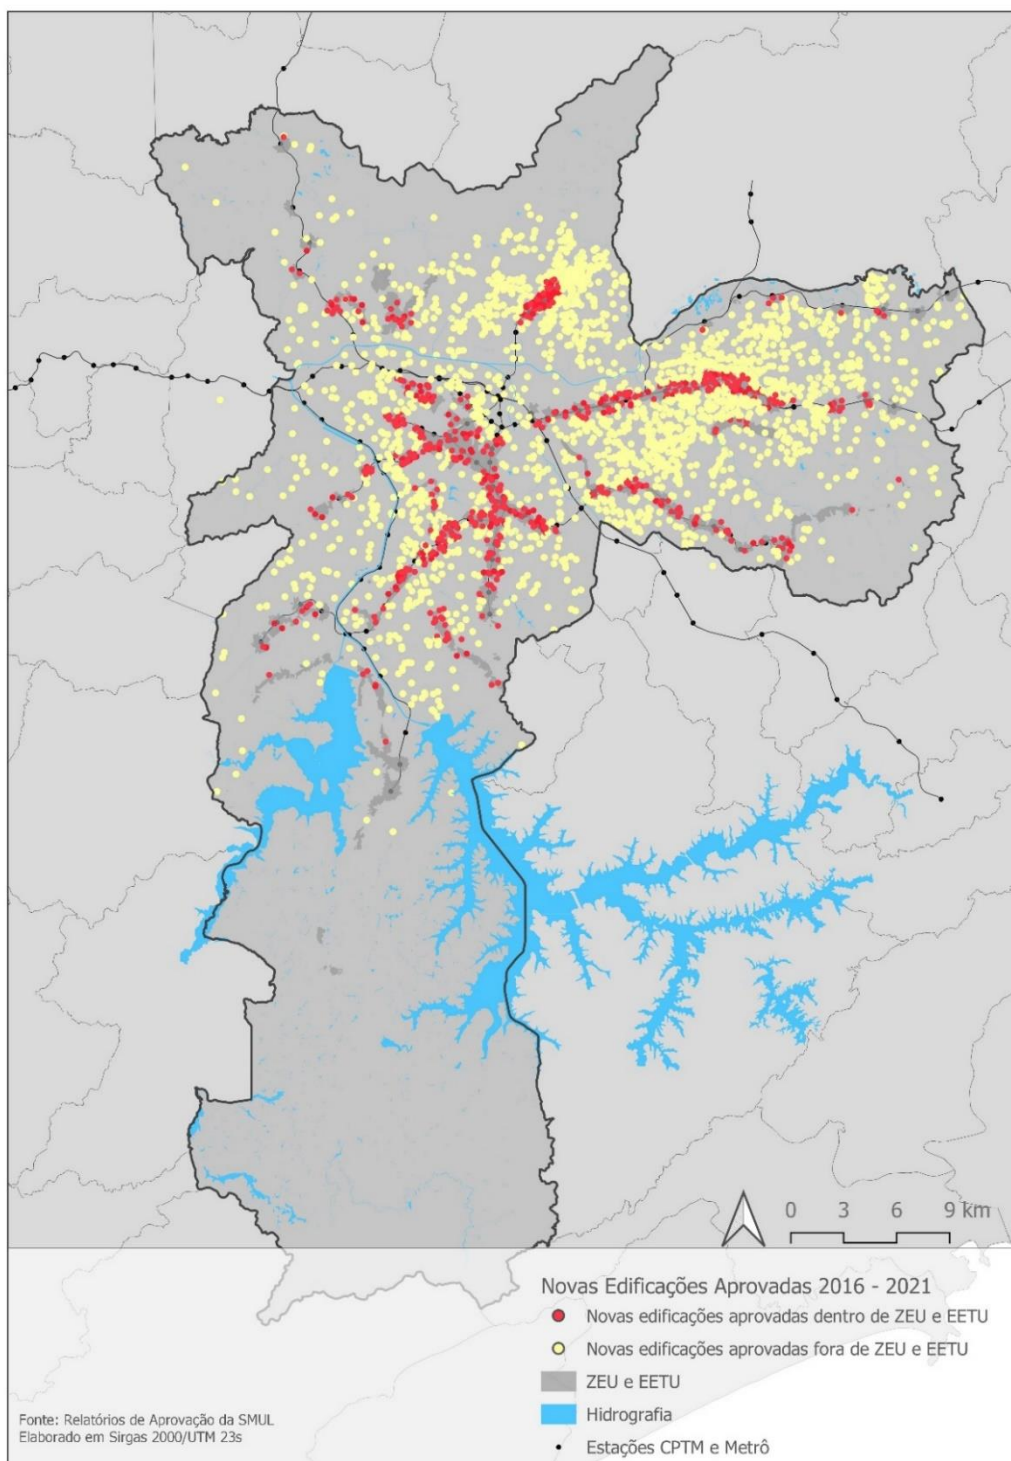 0 3 6 9 km
Novas Edificações Aprovadas 2016 - 2021
Novas edificações aprovadas dentro de ZEU e EETU
Novas edificações aprovadas fora de ZEU e EETU
ZEU e EETU
Hidrografia
Estações CPTM e Metrô
Fonte: Relatórios de Aprovação da SMUL
Elaborado em Sirgas 2000/UTM 23s